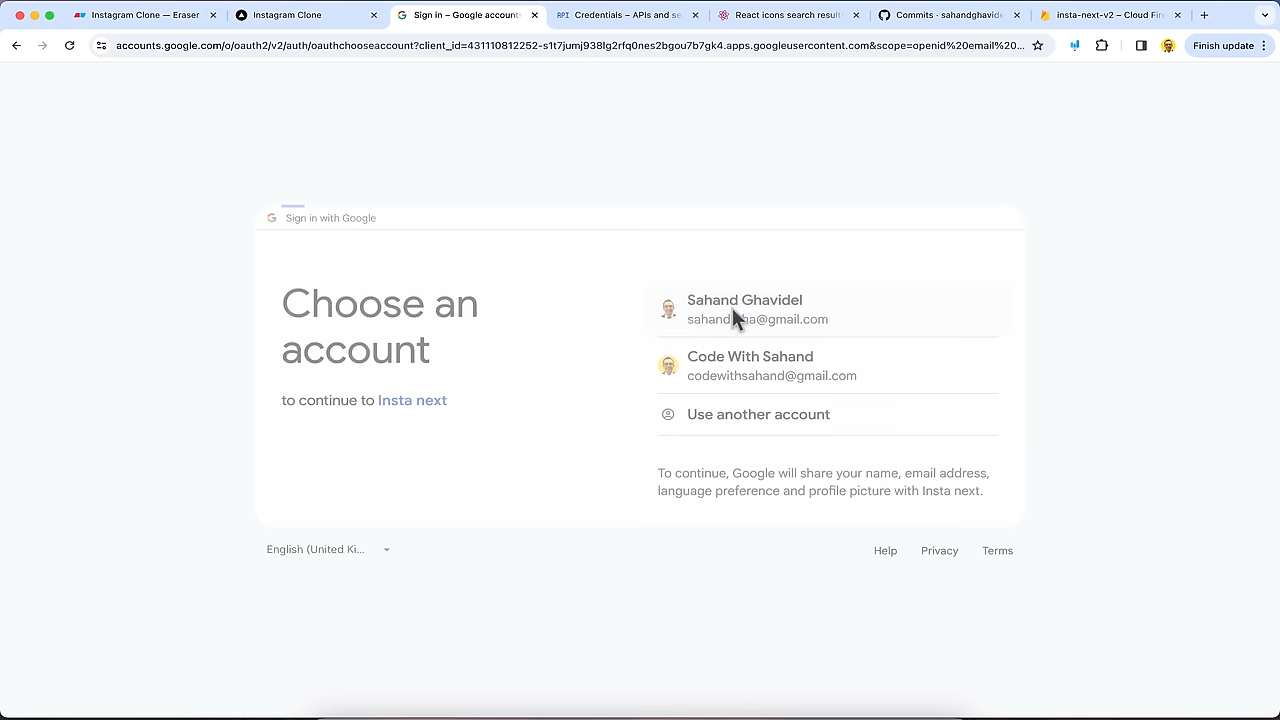 Instagram Clone — Eraser
Instagram Clone
Sign in – Google accounts
Credentials – APIs and se
React icons search result
Commits · sahandghavide
insta-next-v2 – Cloud Fire
accounts.google.com/o/oauth2/v2/auth/oauthchooseaccount?client_id=431110812252-s1t7jumj938lg2rfq0nes2bgou7b7gk4.apps.googleusercontent.com&scope=openid%20email%20...
Finish update
Sign in with Google
Choose an
account
to continue to Insta next
Sahand Ghavidel
Code With Sahand
codewithsahand@gmail.com
Use another account
To continue, Google will share your name, email address,
language preference and profile picture with Insta next.
English (United Ki...
Help
Privacy
Terms